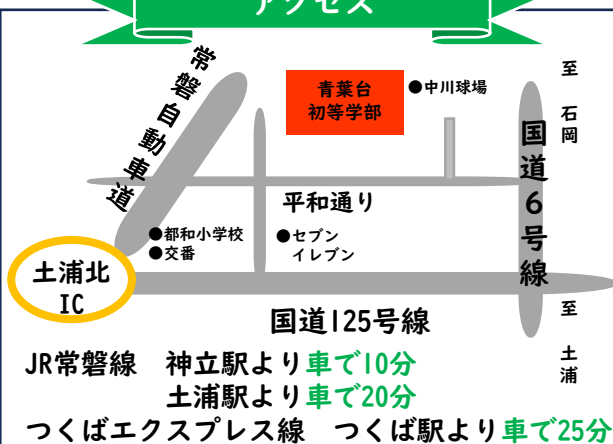 アクセス
常磐自動車道
青葉台
初等学部
●中川球場
至 石岡
国道6号線
平和通り
●都和小学校
●交番
●セブン
イレブン
土浦北
IC
国道125号線
至 土浦
JR常磐線 神立駅より車で10分
土浦駅より車で20分
つくばエクスプレス線 つくば駅より車で25分